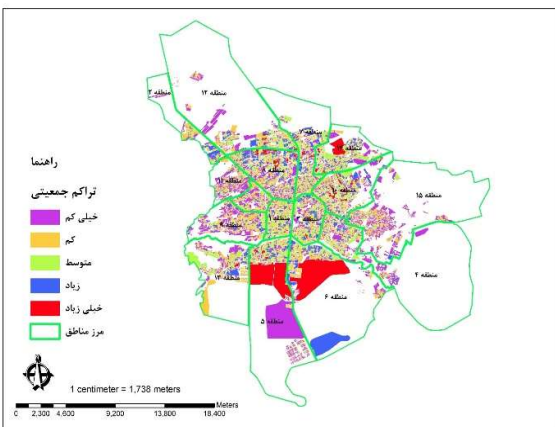 راهنما
تراکم جمعیتی
خیلی کم
کم
متوسط
زیاد
خیلی زیاد
مرز مناطق
منطقه ۱۲
منطقه ۱۵
منطقه ۴
منطقه ۶
منطقه ۵
منطقه ۱۳
1 centimeter = 1,738 meters
Meters
0 2,300 4,600 9,200 13,800 18,400